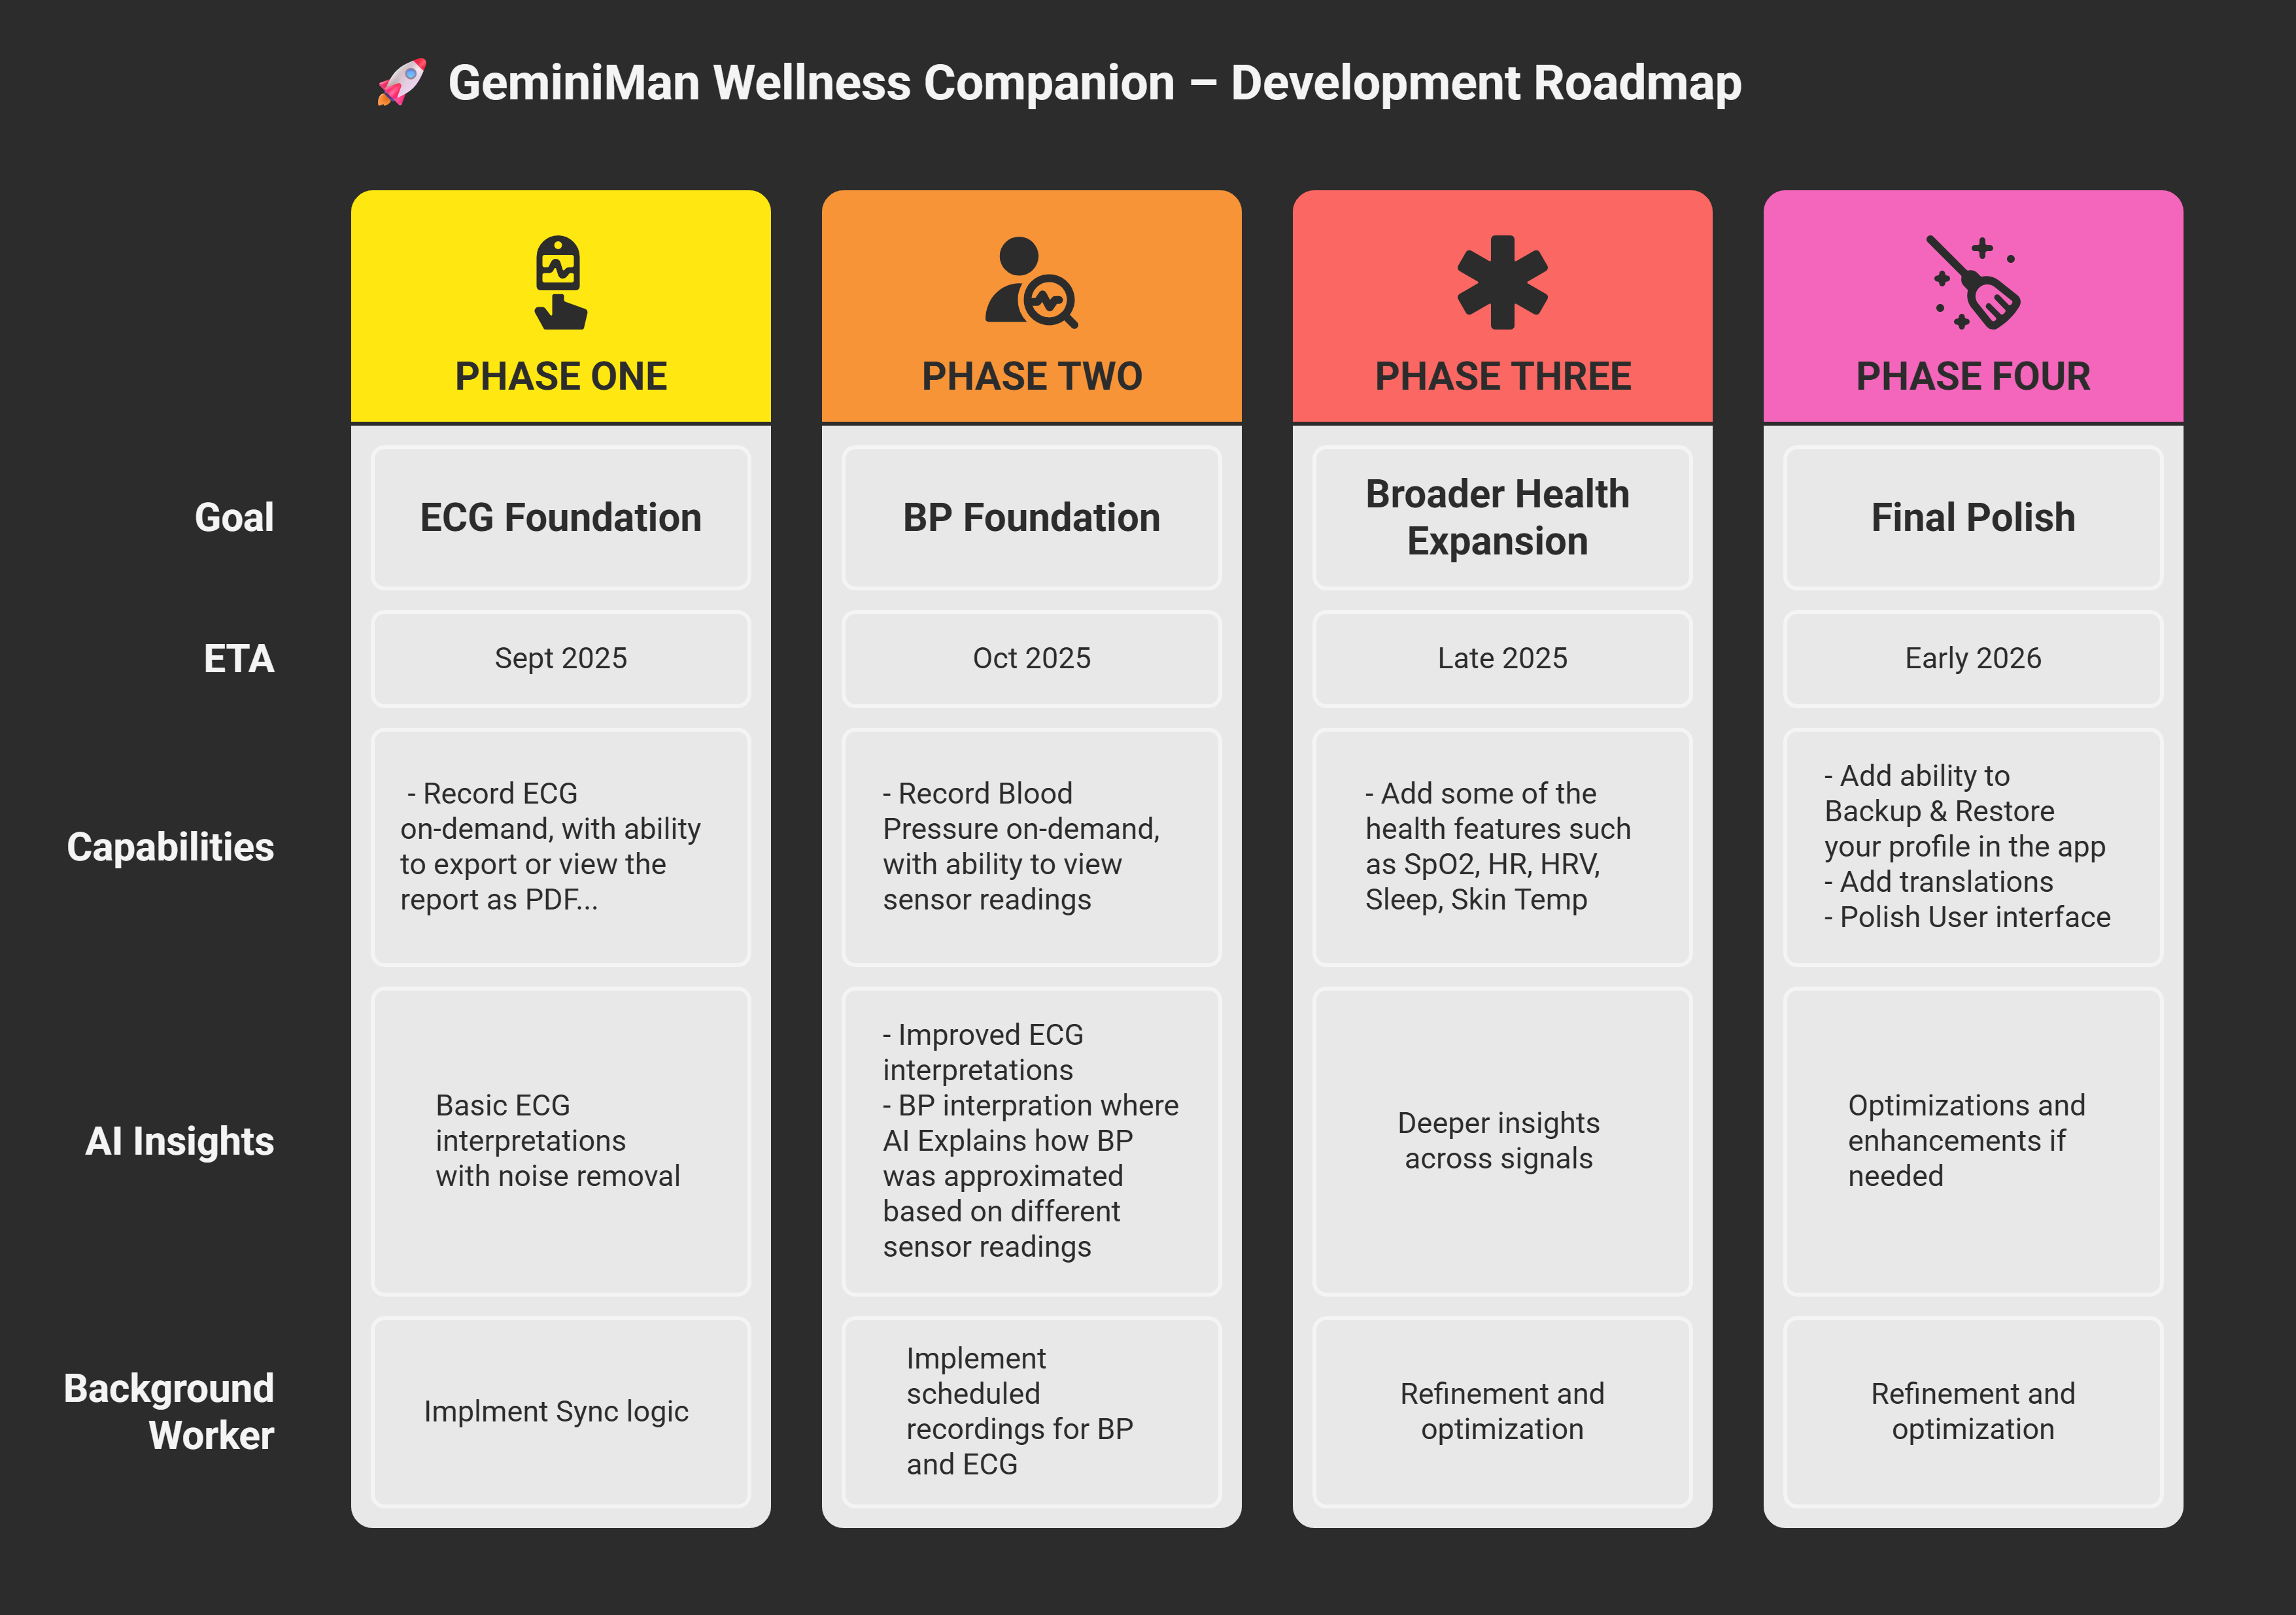 🚀 GeminiMan Wellness Companion – Development Roadmap
PHASE ONE
PHASE TWO
PHASE THREE
PHASE FOUR
Goal
ECG Foundation
BP Foundation
Broader Health
Expansion
Final Polish
ETA
Sept 2025
Oct 2025
Late 2025
Early 2026
Capabilities
- Record ECG
on-demand, with ability
to export or view the
report as PDF...
- Record Blood
Pressure on-demand,
with ability to view
sensor readings
- Add some of the
health features such
as SpO2, HR, HRV,
Sleep, Skin Temp
- Add ability to
Backup & Restore
your profile in the app
- Add translations
- Polish User interface
AI Insights
Basic ECG
interpretations
with noise removal
- Improved ECG
interpretations
- BP interpration where
AI Explains how BP
was approximated
based on different
sensor readings
Deeper insights
across signals
Optimizations and
enhancements if
needed
Background
Worker
Implment Sync logic
Implement
scheduled
recordings for BP
and ECG
Refinement and
optimization
Refinement and
optimization